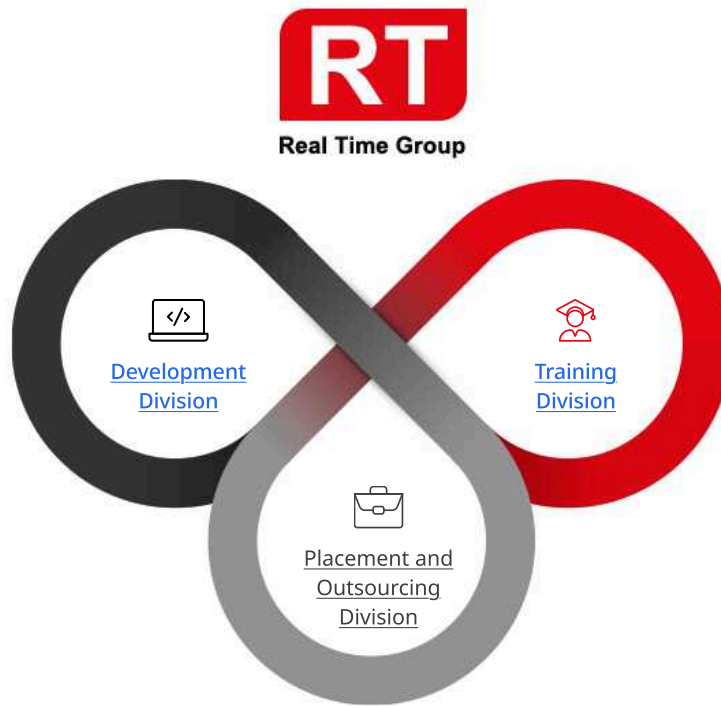 RT
Real Time Group
</>
Development
Division
Training
Division
Placement and
Outsourcing
Division